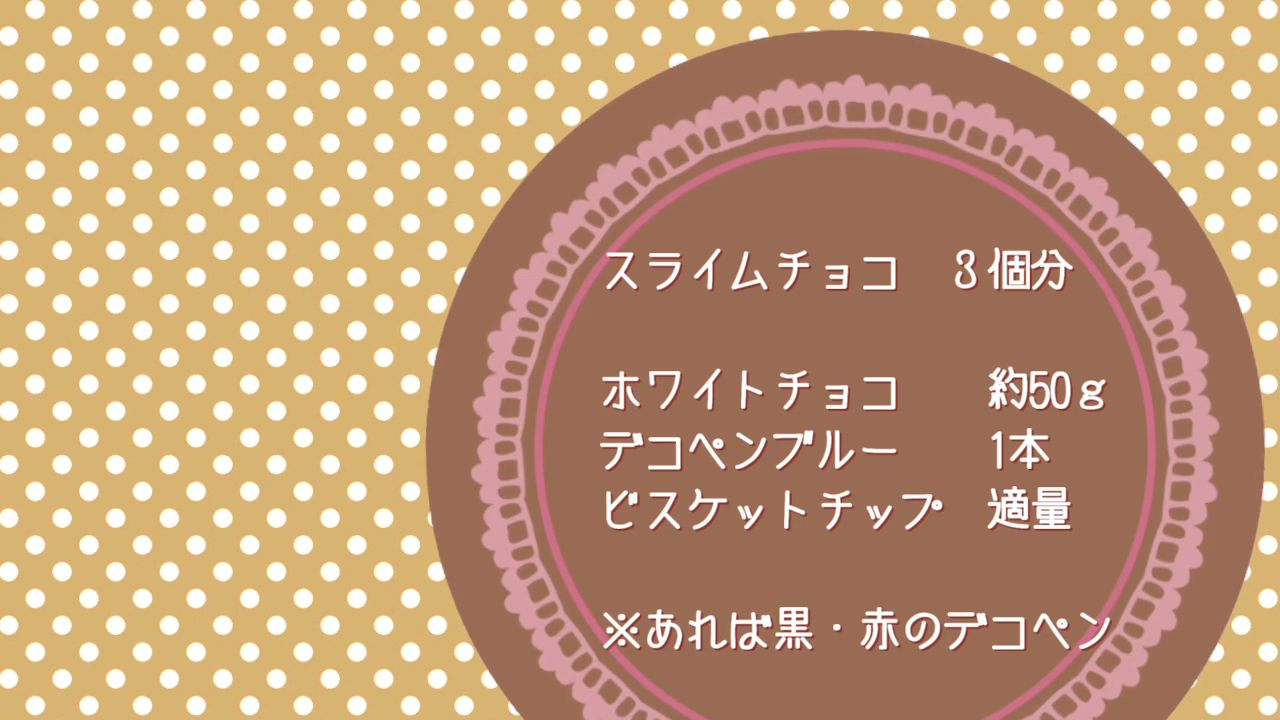 スライムチョコ　３個分
ホワイトチョコ　　約50ｇ
デコペンブルー　　1本
ビスケットチップ　適量
※あれば黒・赤のデコペン